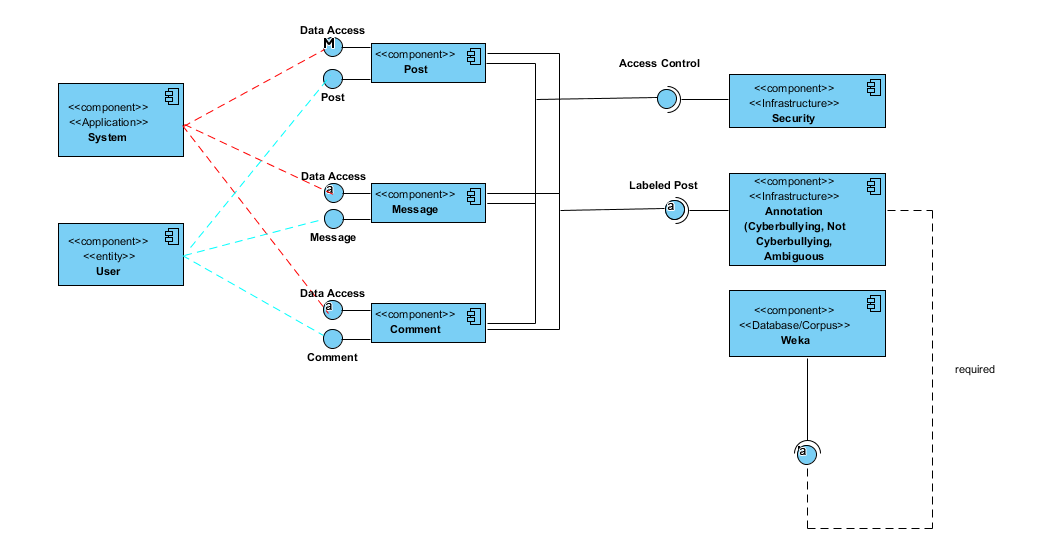 Data Access
M
<<component>>
Post
Post
<<component>>
<<Application>>
System
Access Control
<<component>>
<<Infrastructure>>
Security
Data Access
a
<<component>>
Message
Message
Labeled Post
a
<<component>>
<<Infrastructure>>
Annotation
(Cyberbullying, Not
Cyberbullying,
Ambiguous
<<component>>
<<entity>>
User
Data Access
a
<<component>>
Comment
Comment
<<component>>
<<Database/Corpus>>
Weka
required
a